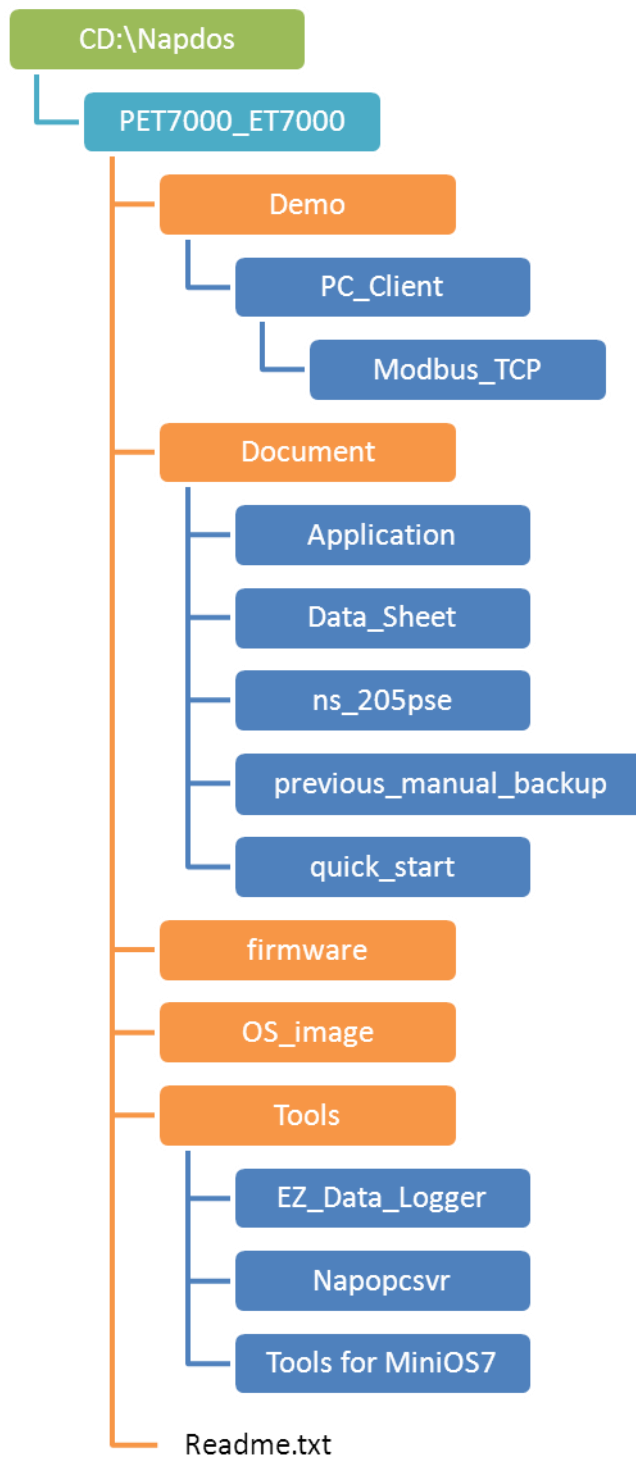 CD:\Napdos
PET7000_ET7000
Demo
PC_Client
Modbus_TCP
Document
Application
Data_Sheet
ns_205pse
previous_manual_backup
quick_start
firmware
OS_image
Tools
EZ_Data_Logger
Napopcsvr
Tools for MiniOS7
Readme.txt